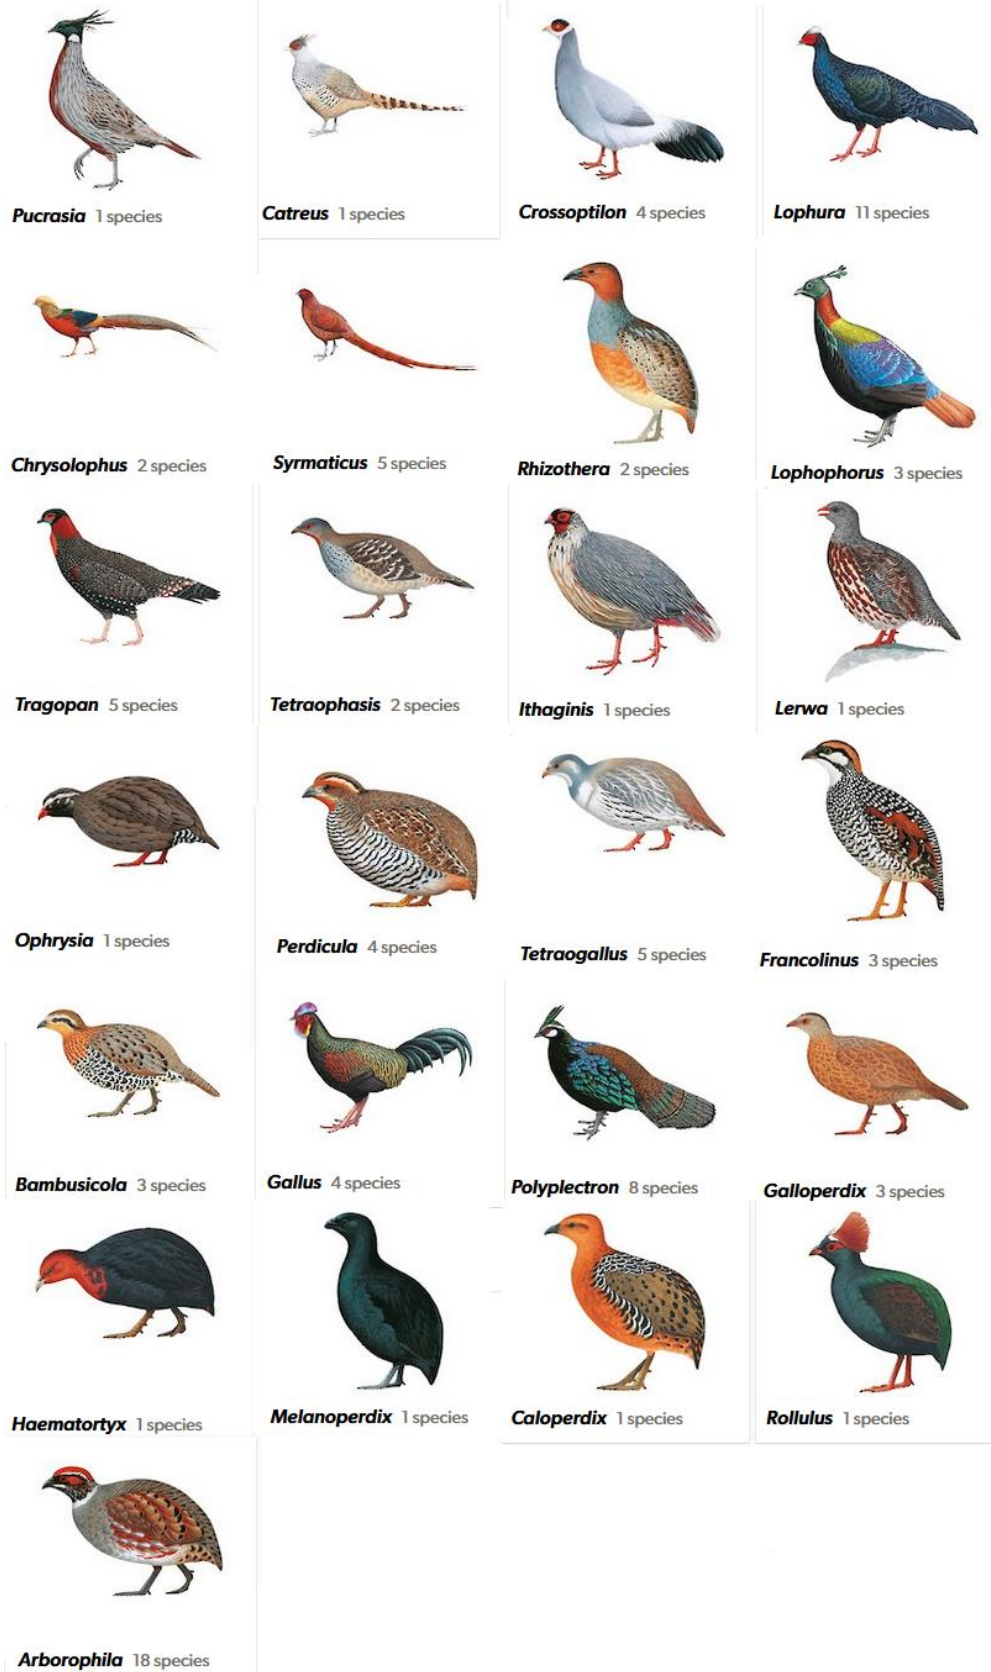 Pucrasia 1 species
Catreus 1 species
Crossoptilon 4 species
Lophura 11 species
Chrysolophus 2 species
Syrmaticus 5 species
Rhizothera 2 species
Lophophorus 3 species
Tragopan 5 species
Tetraophasis 2 species
Ithaginis 1 species
Lerwa 1 species
Ophrysia 1 species
Perdicula 4 species
Tetraogallus 5 species
Francolinus 3 species
Bambusicola 3 species
Gallus 4 species
Polyplectron 8 species
Galloperdix 3 species
Haematortyx 1 species
Melanoperdix 1 species
Caloperdix 1 species
Rollulus 1 species
Arborophila 18 species